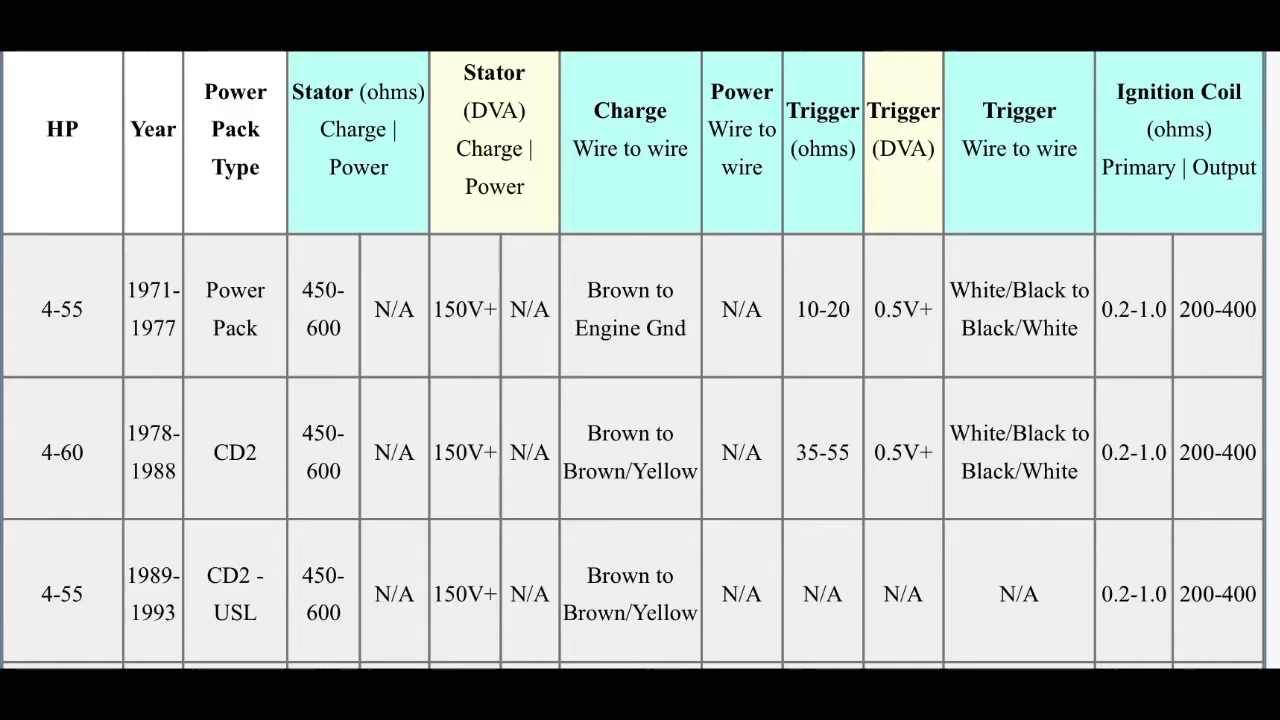 HP
Year
Power
Pack
Type
Stator (ohms)
Charge |
Power
Stator
(DVA)
Charge |
Power
Charge
Wire to wire
Power
Wire to
wire
Trigger
(ohms)
Trigger
(DVA)
Trigger
Wire to wire
Ignition Coil
(ohms)
Primary | Output
4-55
1971-
1977
Power
Pack
450-
600
N/A
150V+
N/A
Brown to
Engine Gnd
N/A
10-20
0.5V+
White/Black to
Black/White
0.2-1.0
200-400
4-60
1978-
1988
CD2
450-
600
N/A
150V+
N/A
Brown to
Brown/Yellow
N/A
35-55
0.5V+
White/Black to
Black/White
0.2-1.0
200-400
4-55
1989-
1993
CD2 -
USL
450-
600
N/A
150V+
N/A
Brown to
Brown/Yellow
N/A
N/A
N/A
N/A
0.2-1.0
200-400